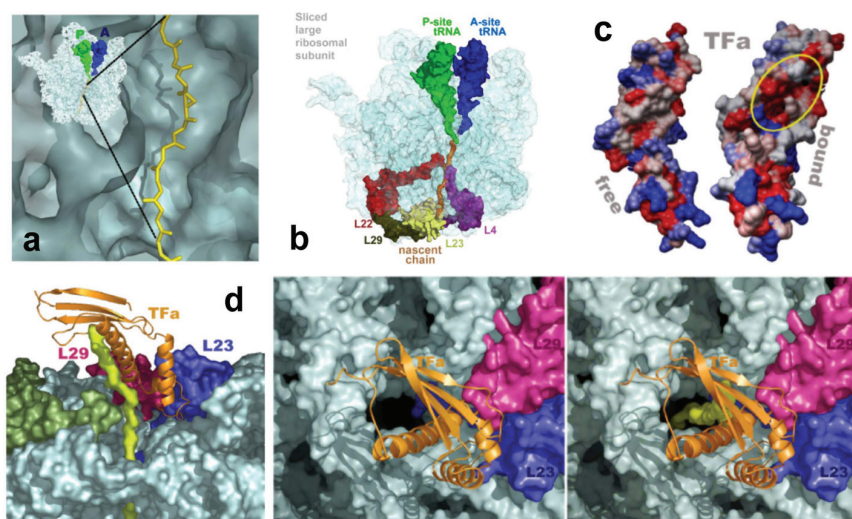 P A
a
Sliced
large
ribosomal
subunit
P-site
tRNA
A-site
tRNA
L22
L29
L23
L4
nascent
chain
b
c
TFa
free
bound
d
TFa
L29
L23
TFa
L29
L23
TFa
L29
L23